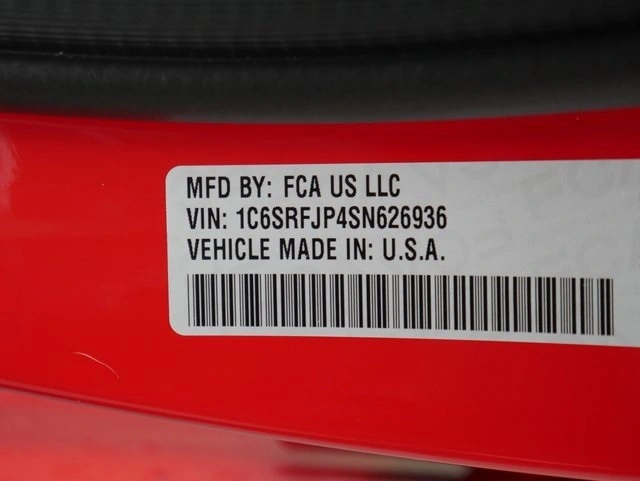 MFD BY: FCA US LLC
VIN: 1C6SRFJP4SN626936
VEHICLE MADE IN: U.S.A.